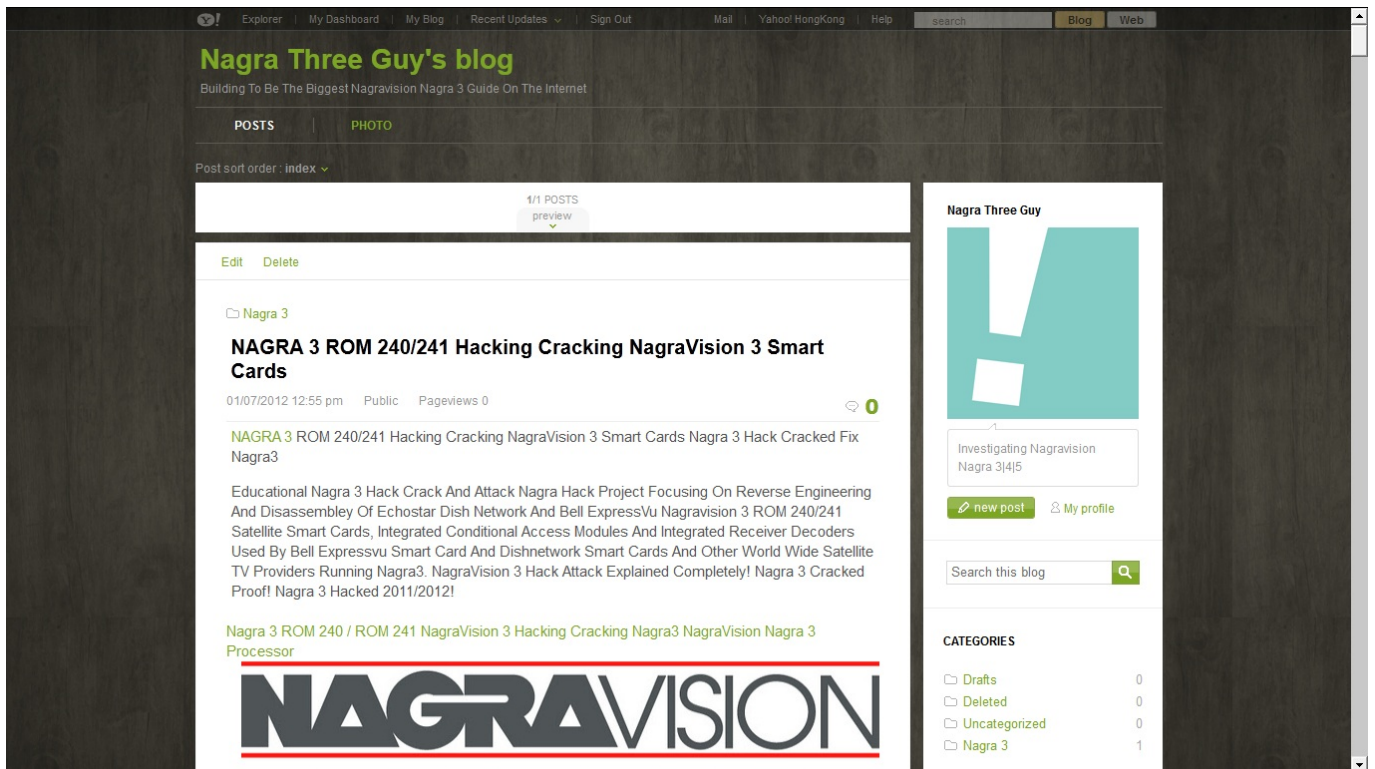 Y! Explorer | My Dashboard | My Blog | Recent Updates | Sign Out Mail | Yahoo! HongKong | Help search Blog Web
Nagra Three Guy's blog
Building To Be The Biggest Nagravision Nagra 3 Guide On The Internet
POSTS | PHOTO
Post sort order : index
1/1 POSTS
preview
Edit Delete
Nagra 3
NAGRA 3 ROM 240/241 Hacking Cracking NagraVision 3 Smart
Cards
01/07/2012 12:55 pm Public Pageviews 0 0
NAGRA 3 ROM 240/241 Hacking Cracking NagraVision 3 Smart Cards Nagra 3 Hack Cracked Fix
Nagra3
Educational Nagra 3 Hack Crack And Attack Nagra Hack Project Focusing On Reverse Engineering
And Disassembley Of Echostar Dish Network And Bell ExpressVu Nagravision 3 ROM 240/241
Satellite Smart Cards, Integrated Conditional Access Modules And Integrated Receiver Decoders
Used By Bell Expressvu Smart Card And Dishnetwork Smart Cards And Other World Wide Satellite
TV Providers Running Nagra3. NagraVision 3 Hack Attack Explained Completely! Nagra 3 Cracked
Proof! Nagra 3 Hacked 2011/2012!
Nagra 3 ROM 240 / ROM 241 NagraVision 3 Hacking Cracking Nagra3 NagraVision Nagra 3
Processor
NAGRAVISION
Nagra Three Guy
!
Investigating Nagravision
Nagra 3|4|5
new post My profile
Search this blog
CATEGORIES
Drafts 0
Deleted 0
Uncategorized 0
Nagra 3 1